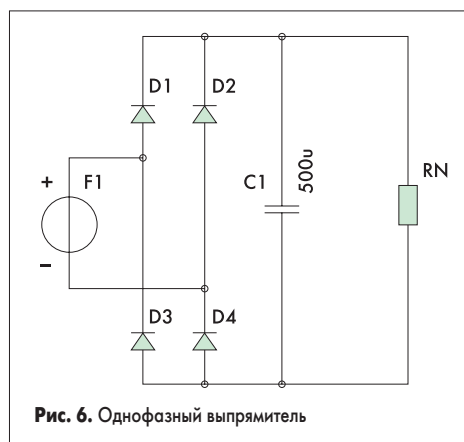 D1 D2
+ F1
C1 500u
RN
–
D3 D4
Рис. 6. Однофазный выпрямитель